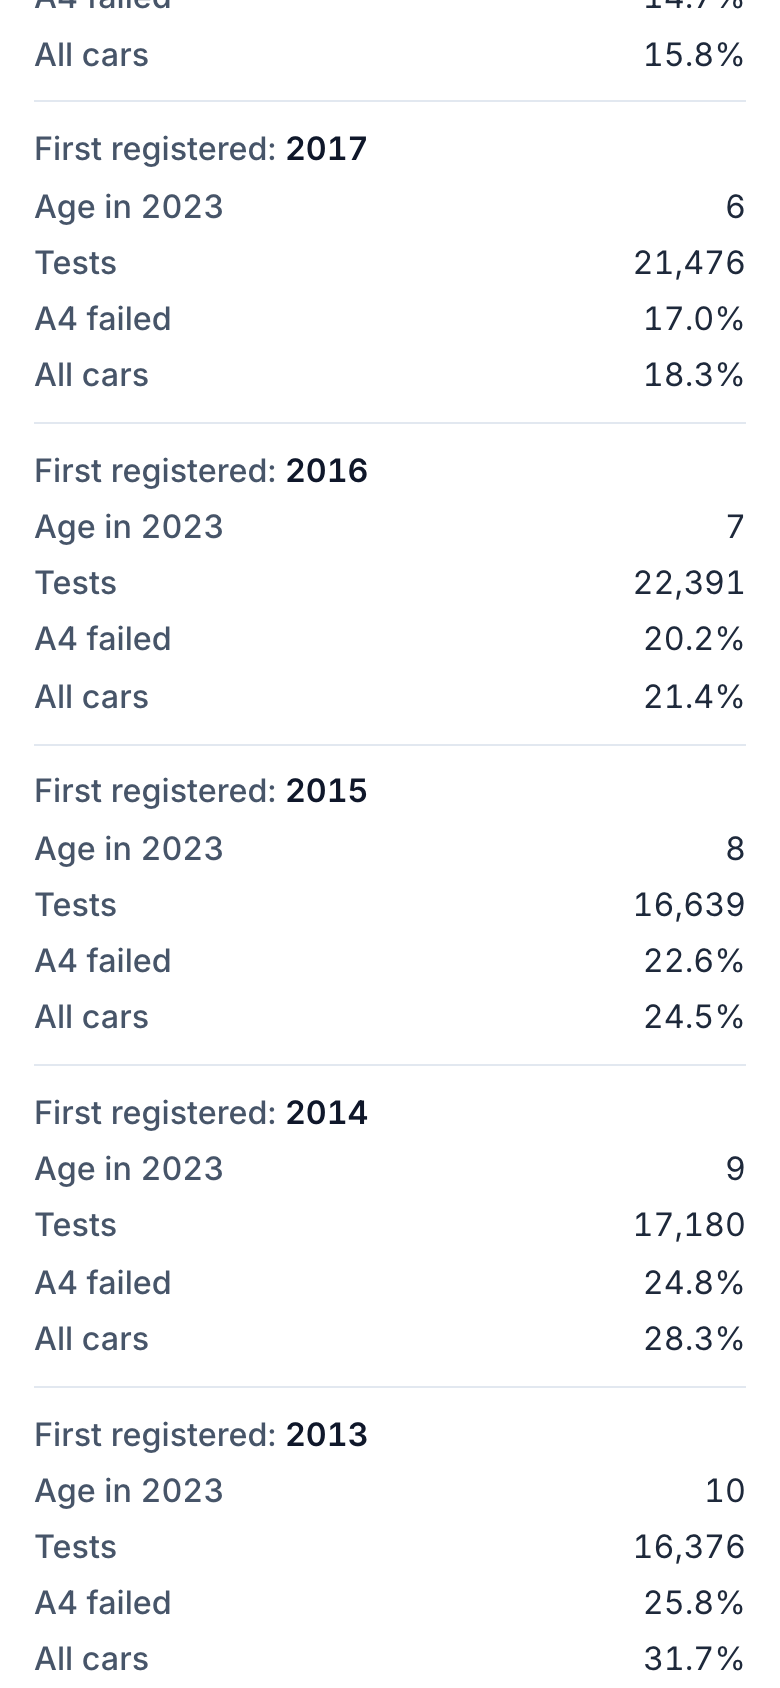 A4 failed 14.7%
All cars 15.8%
First registered: 2017
Age in 2023 6
Tests 21,476
A4 failed 17.0%
All cars 18.3%
First registered: 2016
Age in 2023 7
Tests 22,391
A4 failed 20.2%
All cars 21.4%
First registered: 2015
Age in 2023 8
Tests 16,639
A4 failed 22.6%
All cars 24.5%
First registered: 2014
Age in 2023 9
Tests 17,180
A4 failed 24.8%
All cars 28.3%
First registered: 2013
Age in 2023 10
Tests 16,376
A4 failed 25.8%
All cars 31.7%